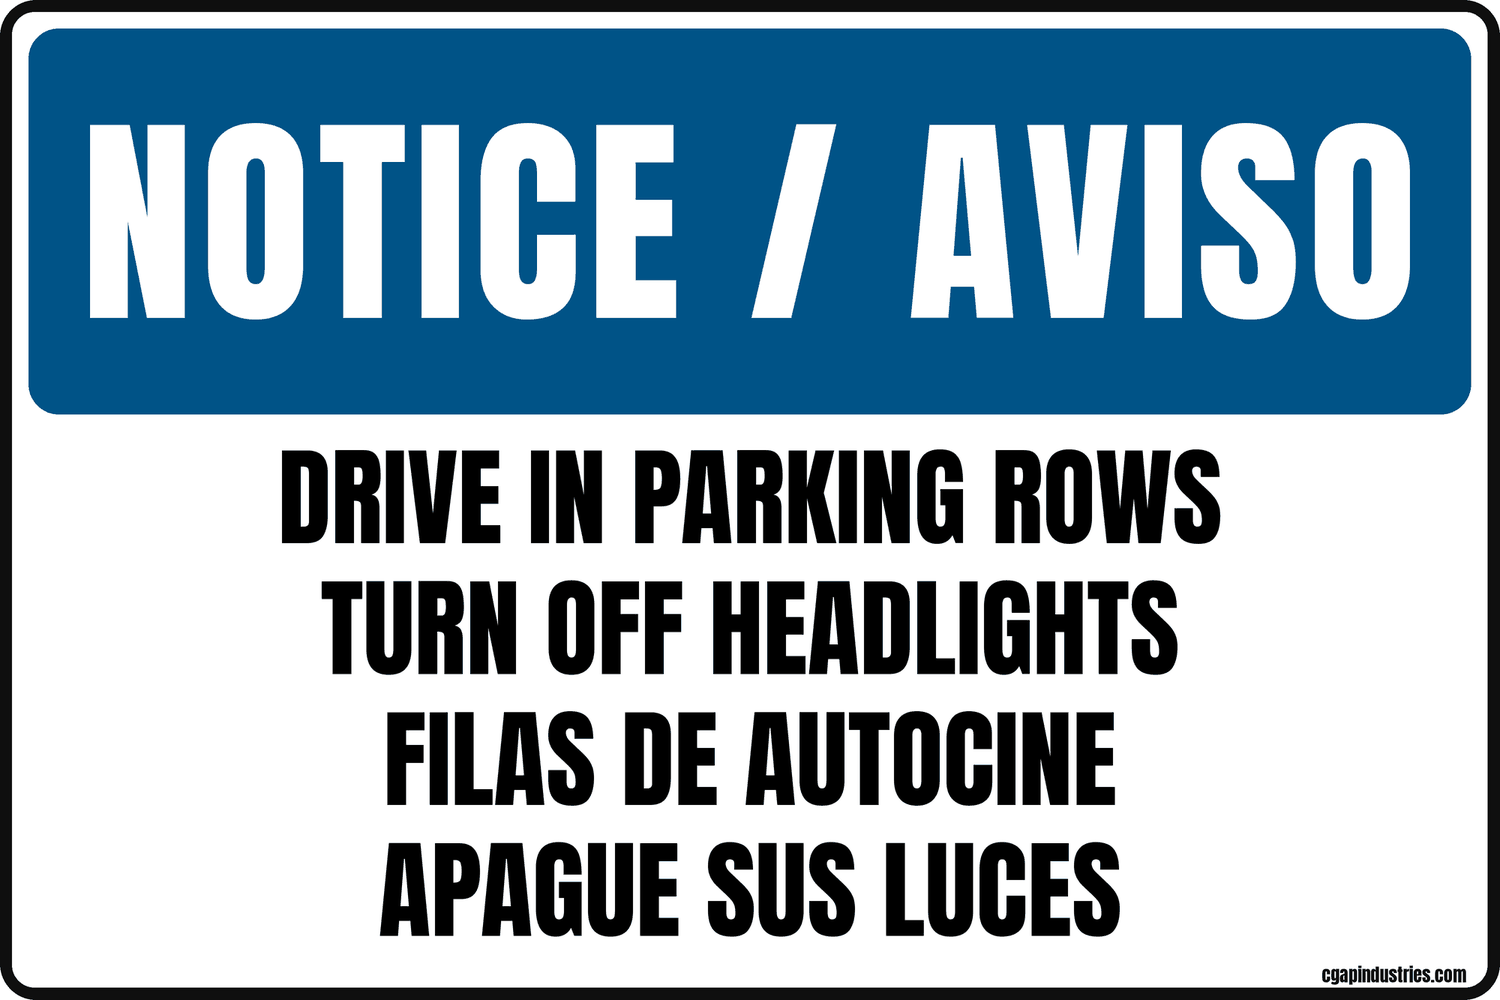 NOTICE / AVISO
DRIVE IN PARKING ROWS
TURN OFF HEADLIGHTS
FILAS DE AUTOCINE
APAGUE SUS LUCES
cgapindustries.com